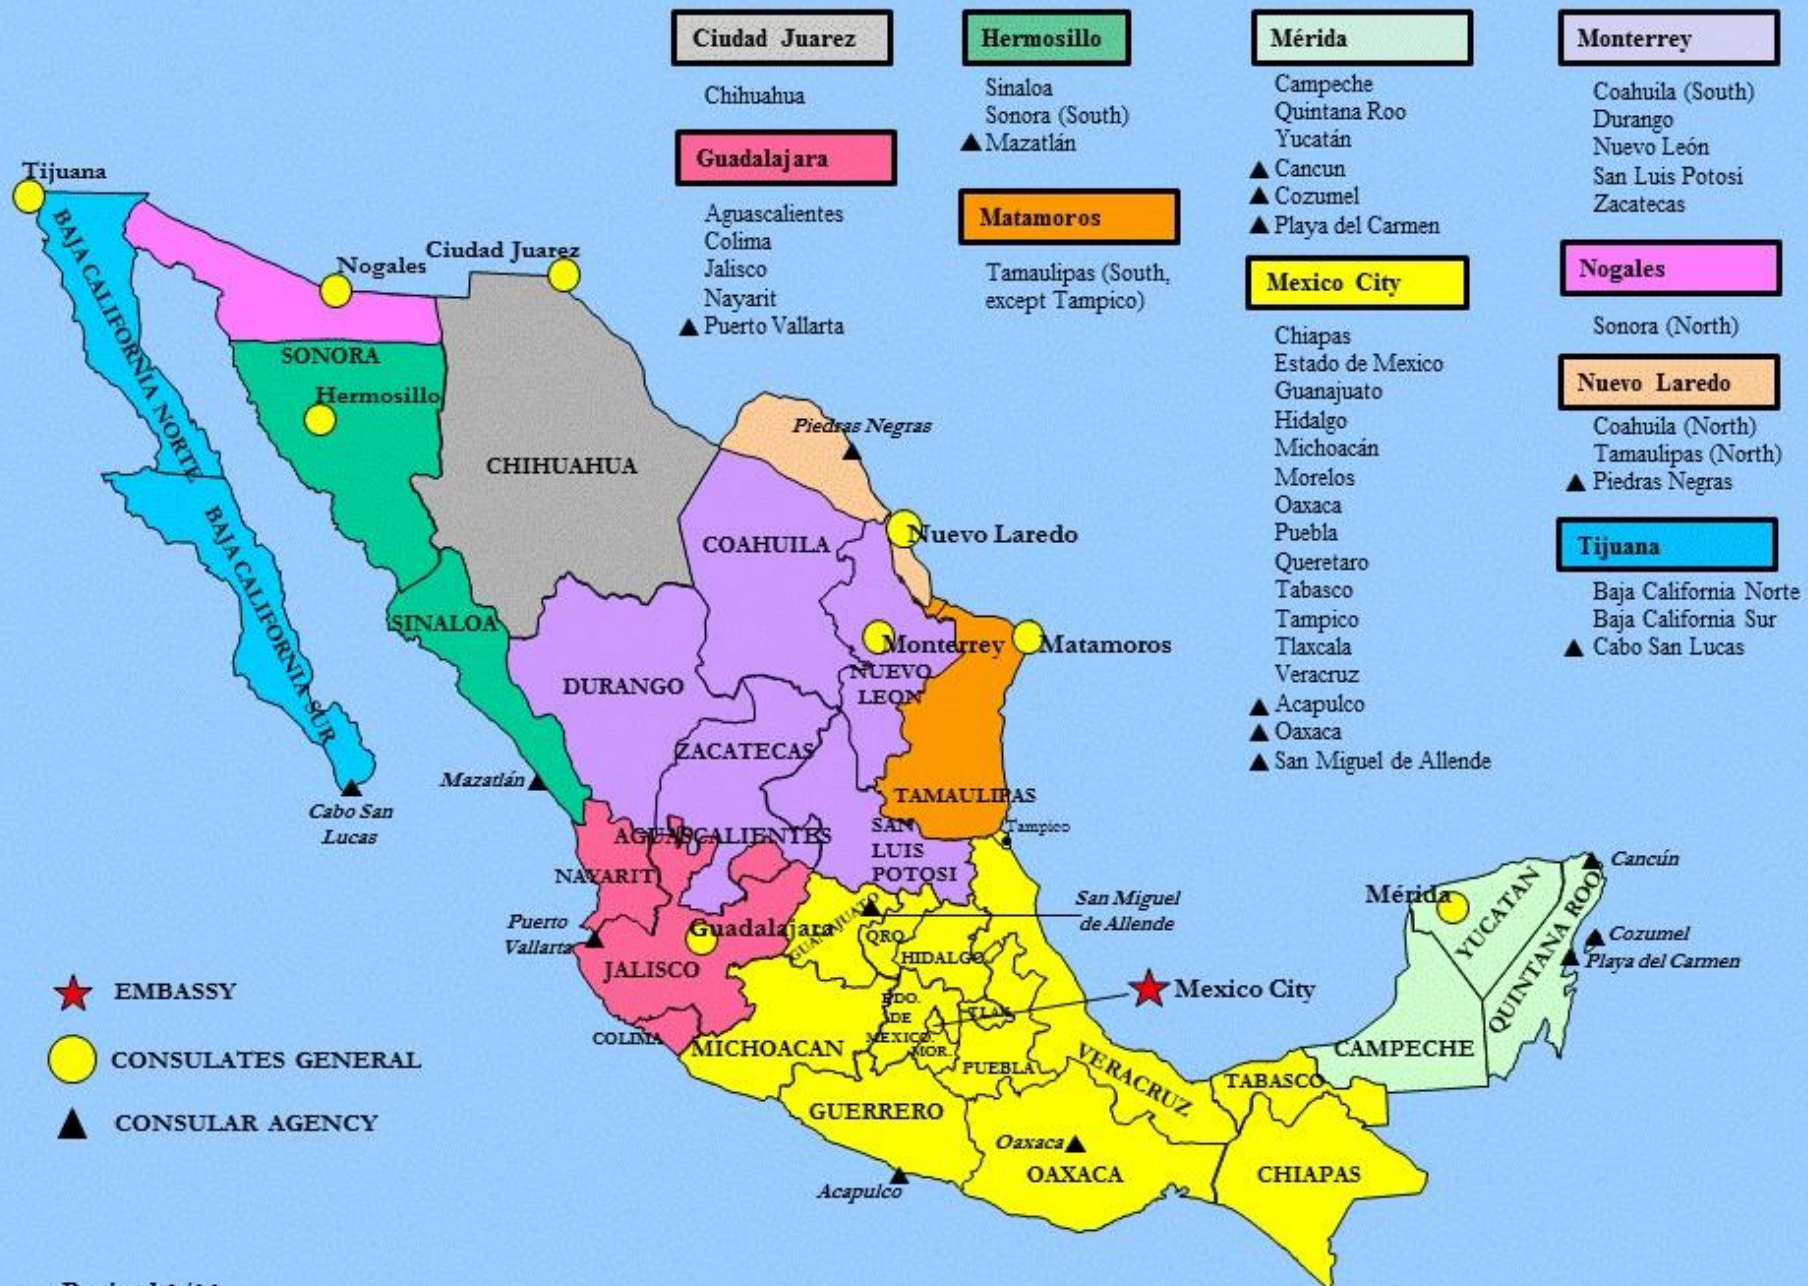 Ciudad Juarez
Chihuahua
Guadalajara
Aguascalientes
Colima
Jalisco
Nayarit
Puerto Vallarta
Hermosillo
Sinaloa
Sonora (South)
Mazatlán
Matamoros
Tamaulipas (South,
except Tampico)
Mérida
Campeche
Quintana Roo
Yucatán
Cancun
Cozumel
Playa del Carmen
Mexico City
Chiapas
Estado de Mexico
Guanajuato
Hidalgo
Michoacán
Morelos
Oaxaca
Puebla
Queretaro
Tabasco
Tampico
Tlaxcala
Veracruz
Acapulco
Oaxaca
San Miguel de Allende
Monterrey
Coahuila (South)
Durango
Nuevo León
San Luis Potosi
Zacatecas
Nogales
Sonora (North)
Nuevo Laredo
Coahuila (North)
Tamaulipas (North)
Piedras Negras
Tijuana
Baja California Norte
Baja California Sur
Cabo San Lucas
Tijuana
BAJA CALIFORNIA NORTE
BAJA CALIFORNIA SUR
Cabo San
Lucas
Nogales
Ciudad Juarez
SONORA
Hermosillo
CHIHUAHUA
Piedras Negras
COAHUILA
Nuevo Laredo
SINALOA
Monterrey
Matamoros
NUEVO
LEON
DURANGO
ZACATECAS
Mazatlán
TAMAULIPAS
Tampico
AGUASCALIENTES
SAN
LUIS
POTOSI
NAYARIT
Puerto
Vallarta
Guadalajara
GUANAJUATO
San Miguel
de Allende
QRO
HIDALGO
JALISCO
COLIMA
EDO.
DE
MEXICO.
MOR.
TLAX
Mexico City
MICHOACAN
PUEBLA
VERACRUZ
GUERRERO
Acapulco
Oaxaca
OAXACA
TABASCO
CHIAPAS
Mérida
YUCATAN
QUINTANA ROO
CAMPECHE
Cancún
Cozumel
Playa del Carmen
EMBASSY
CONSULATES GENERAL
CONSULAR AGENCY